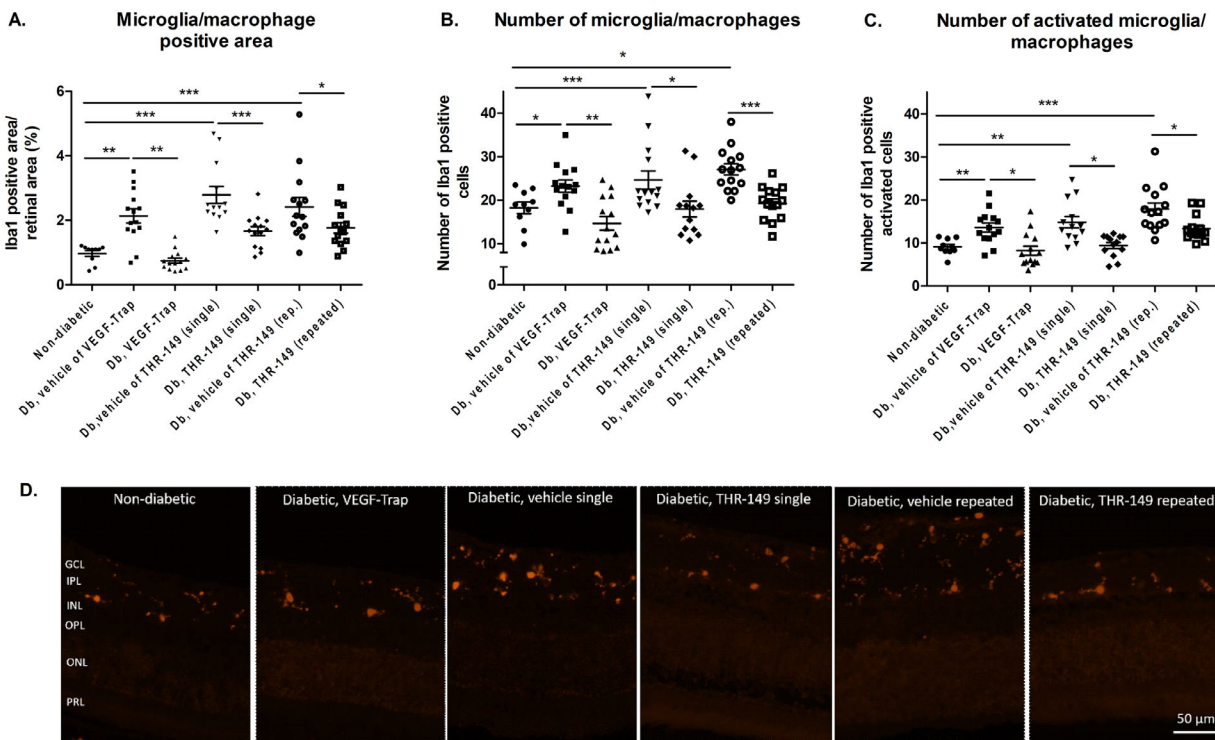 A.
Microglia/macrophage
positive area
Iba1 positive area/
retinal area (%)
6
4
2
0
***
*
***
***
**
**
Non-diabetic
Db, vehicle of VEGF-Trap
Db, VEGF-Trap
Db,vehicle of THR-149 (single)
Db, THR-149 (single)
Db, vehicle of THR-149 (rep.)
Db, THR-149 (repeated)
B.
Number of microglia/macrophages
Number of Iba1 positive
cells
40
30
20
10
0
*
***
*
***
*
**
Non-diabetic
Db, vehicle of VEGF-Trap
Db, VEGF-Trap
Db,vehicle of THR-149 (single)
Db, THR-149 (single)
Db, vehicle of THR-149 (rep.)
Db, THR-149 (repeated)
C.
Number of activated microglia/
macrophages
Number of Iba1 positive
activated cells
40
30
20
10
0
***
*
**
*
**
*
Non-diabetic
Db, vehicle of VEGF-Trap
Db, VEGF-Trap
Db, vehicle of THR-149 (single)
Db, THR-149 (single)
Db, vehicle of THR-149 (rep.)
Db, THR-149 (repeated)
D.
Non-diabetic
Diabetic, VEGF-Trap
Diabetic, vehicle single
Diabetic, THR-149 single
Diabetic, vehicle repeated
Diabetic, THR-149 repeated
GCL
IPL
INL
OPL
ONL
PRL
50 µm